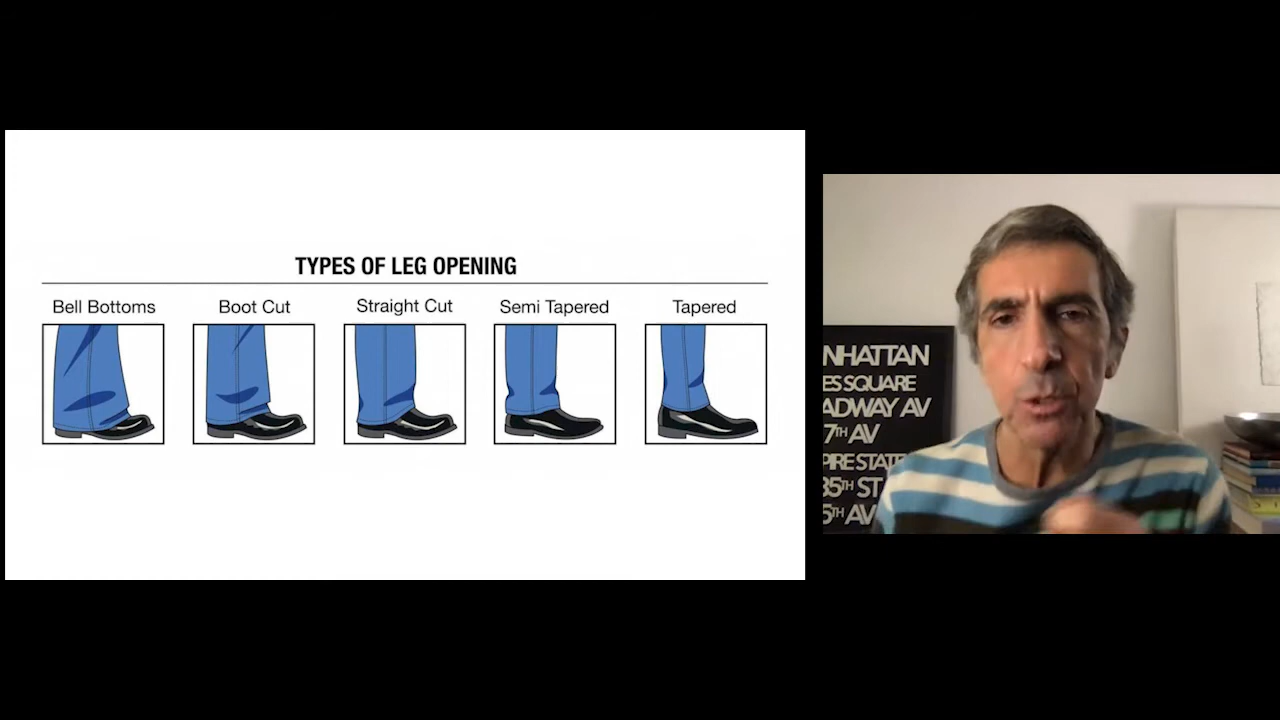 TYPES OF LEG OPENING
Bell Bottoms
Boot Cut
Straight Cut
Semi Tapered
Tapered
NHATTAN
ES SQUARE
ADWAY AV
7TH AV
PIRE STATE
35TH ST
5TH AV